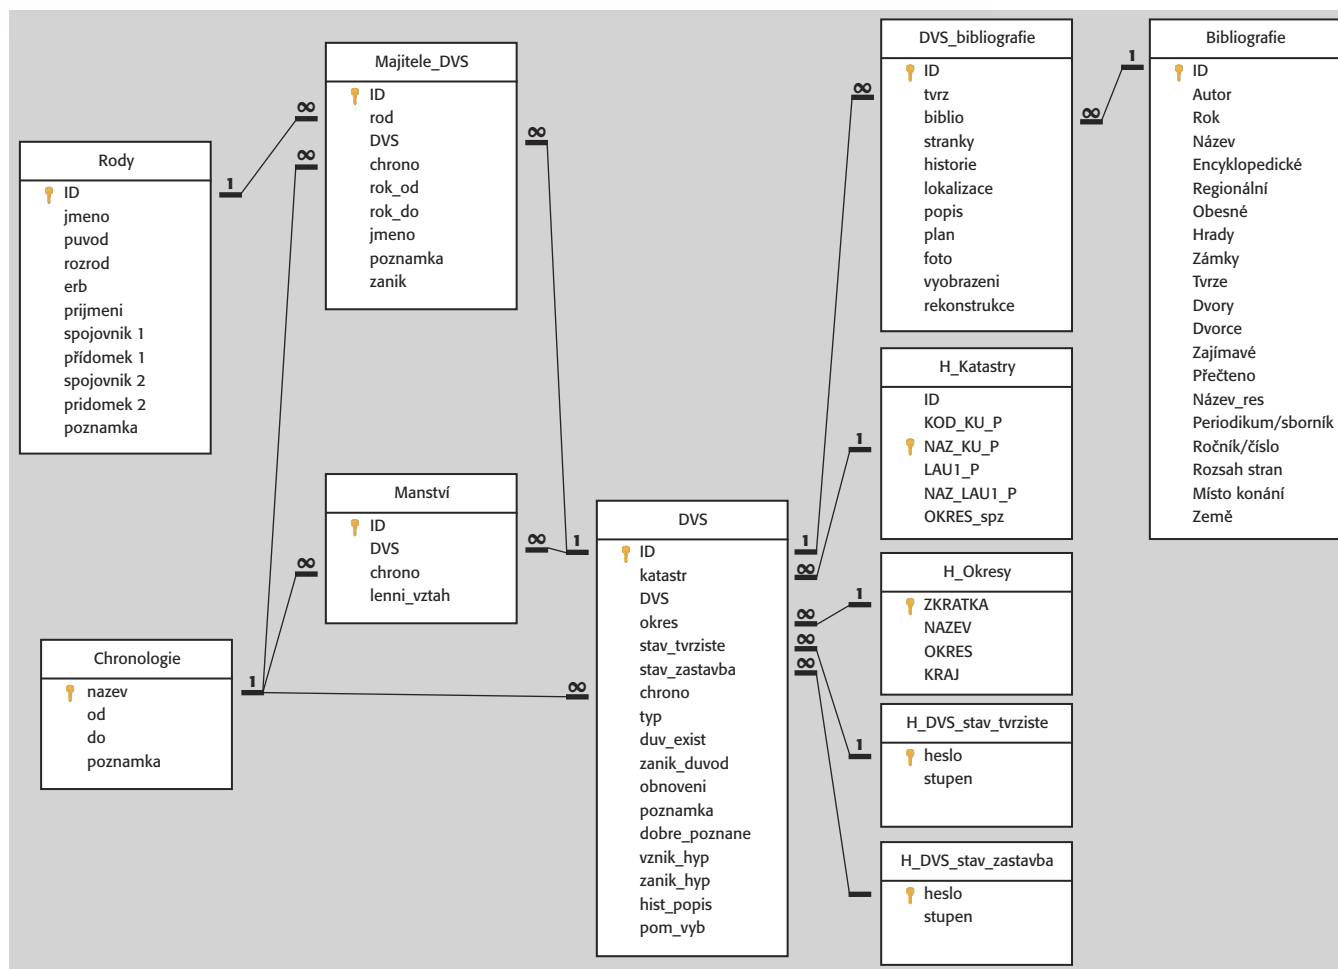 Rody
ID
jmeno
puvod
rozrod
erb
prijmeni
spojovnik 1
přídomek 1
spojovnik 2
pridomek 2
poznamka
1
Majitele_DVS
ID
rod
DVS
chrono
rok_od
rok_do
jmeno
poznamka
zanik
∞
∞
∞
Manství
ID
DVS
chrono
lenni_vztah
∞
∞
Chronologie
nazev
od
do
poznamka
1
∞
DVS
ID
katastr
DVS
okres
stav_tvrziste
stav_zastavba
chrono
typ
duv_exist
zanik_duvod
obnoveni
poznamka
dobre_poznane
vznik_hyp
zanik_hyp
hist_popis
pom_vyb
1
1
∞
∞
∞
∞
DVS_bibliografie
ID
tvrz
biblio
stranky
historie
lokalizace
popis
plan
foto
vyobrazeni
rekonstrukce
∞
∞
1
Bibliografie
ID
Autor
Rok
Název
Encyklopedické
Regionální
Obesné
Hrady
Zámky
Tvrze
Dvory
Dvorce
Zajímavé
Přečteno
Název_res
Periodikum/sborník
Ročník/číslo
Rozsah stran
Místo konání
Země
H_Katastry
ID
KOD_KU_P
NAZ_KU_P
LAU1_P
NAZ_LAU1_P
OKRES_spz
1
H_Okresy
ZKRATKA
NAZEV
OKRES
KRAJ
1
H_DVS_stav_tvrziste
heslo
stupen
1
H_DVS_stav_zastavba
heslo
stupen